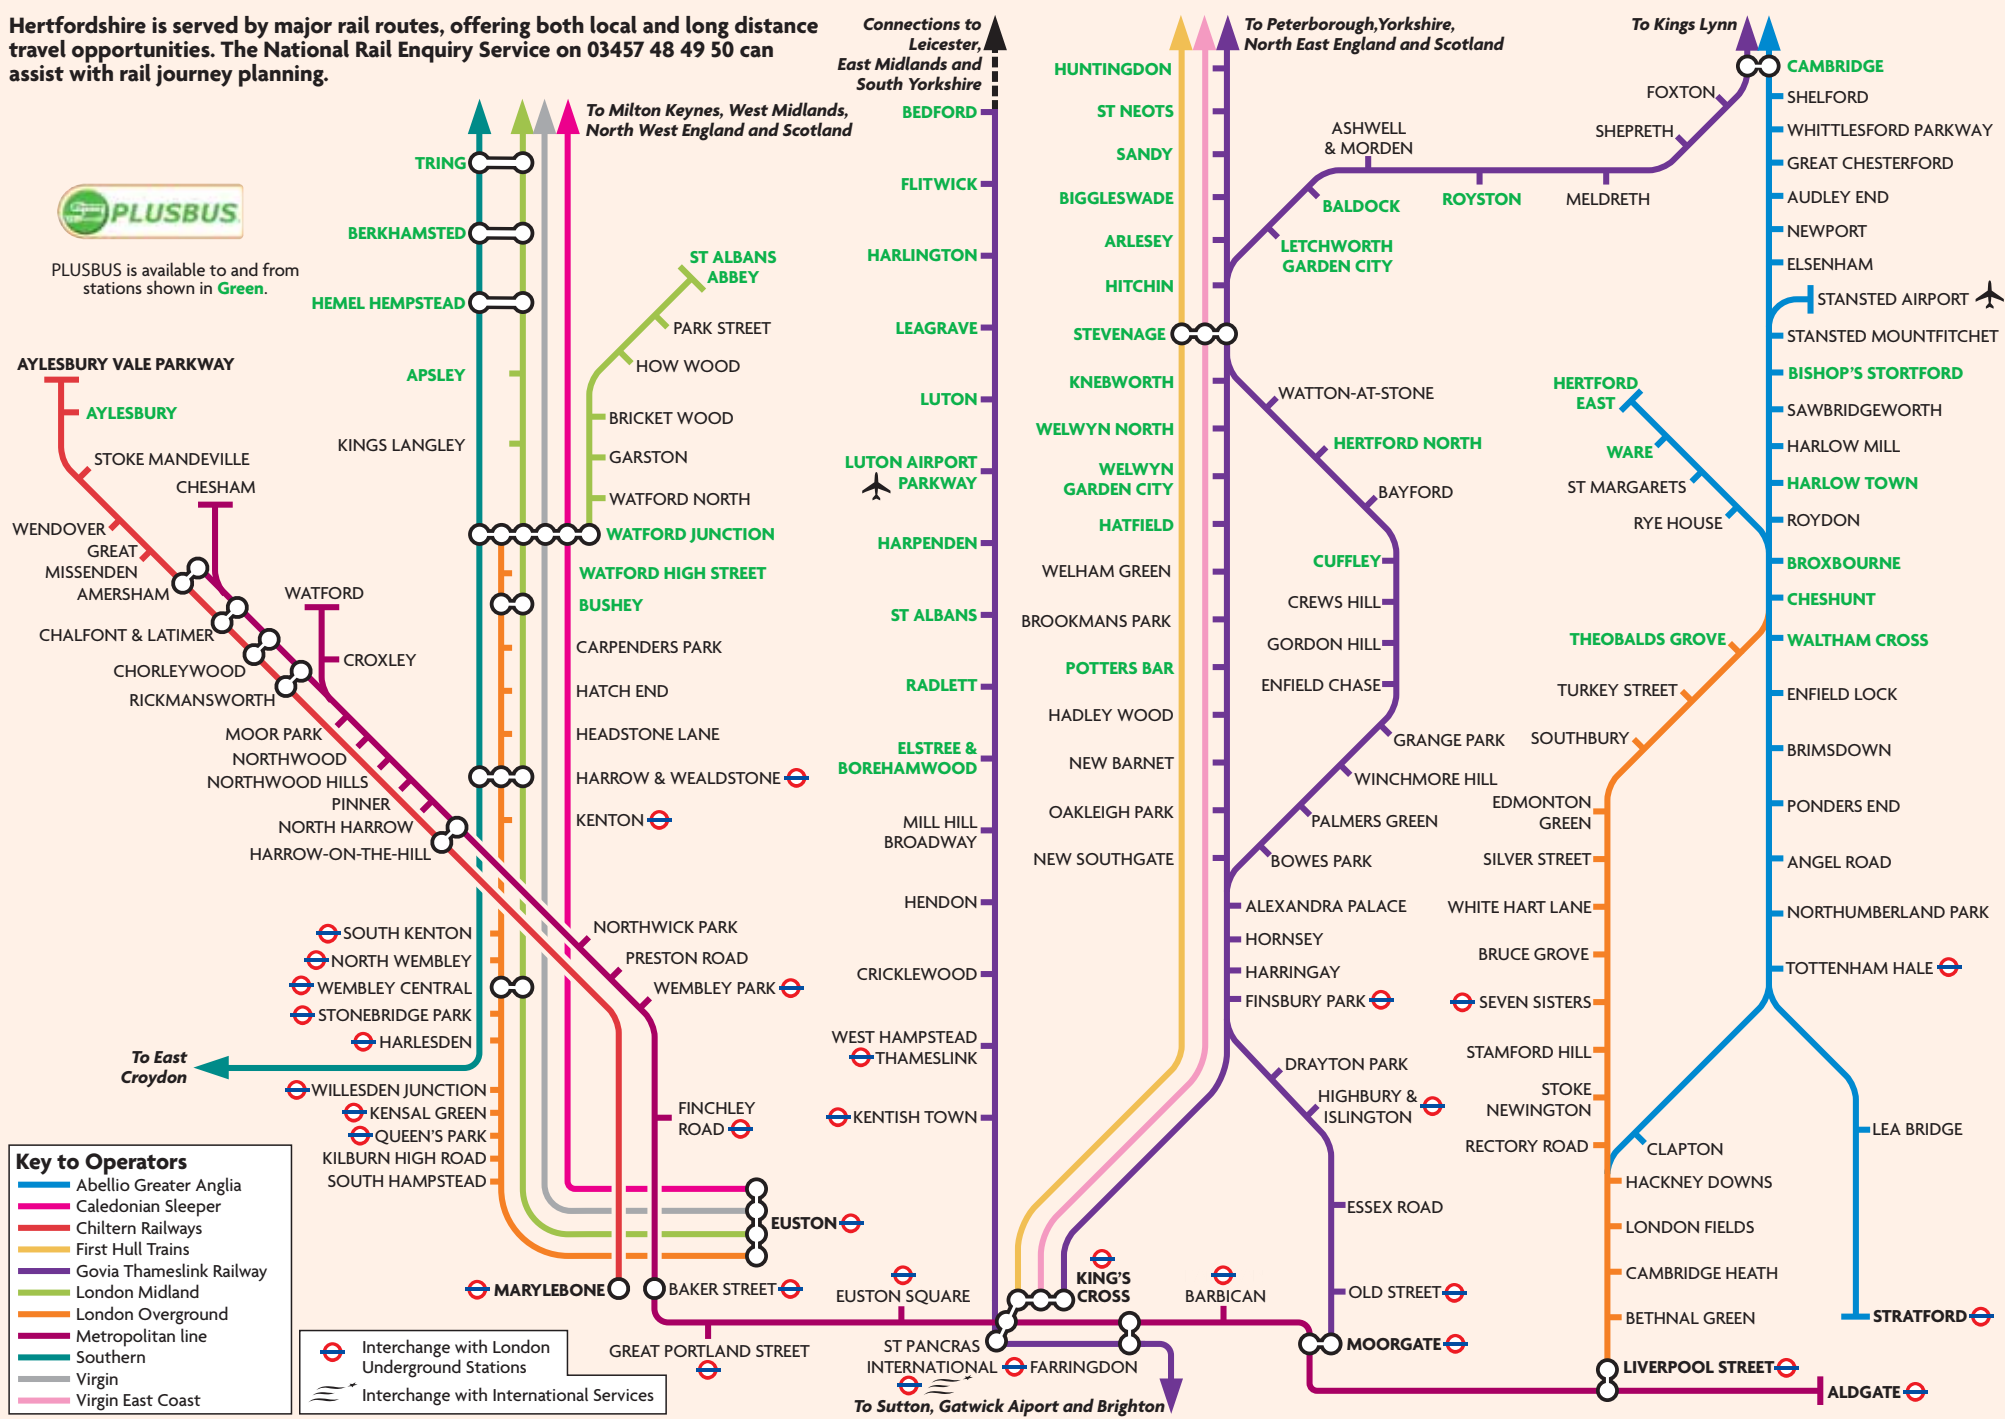 Hertfordshire is served by major rail routes, offering both local and long distance
travel opportunities. The National Rail Enquiry Service on 03457 48 49 50 can
assist with rail journey planning.
PLUSBUS
PLUSBUS is available to and from
stations shown in Green.
To Milton Keynes, West Midlands,
North West England and Scotland
TRING
BERKHAMSTED
HEMEL HEMPSTEAD
APSLEY
KINGS LANGLEY
ST ALBANS
ABBEY
PARK STREET
HOW WOOD
BRICKET WOOD
GARSTON
WATFORD NORTH
WATFORD JUNCTION
WATFORD HIGH STREET
BUSHEY
CARPENDERS PARK
HATCH END
HEADSTONE LANE
HARROW & WEALDSTONE
KENTON
AYLESBURY VALE PARKWAY
AYLESBURY
STOKE MANDEVILLE
CHESHAM
WENDOVER
GREAT
MISSENDEN
AMERSHAM
WATFORD
CHALFONT & LATIMER
CROXLEY
CHORLEYWOOD
RICKMANSWORTH
MOOR PARK
NORTHWOOD
NORTHWOOD HILLS
PINNER
NORTH HARROW
HARROW-ON-THE-HILL
NORTHWICK PARK
PRESTON ROAD
WEMBLEY PARK
SOUTH KENTON
NORTH WEMBLEY
WEMBLEY CENTRAL
STONEBRIDGE PARK
HARLESDEN
To East
Croydon
WILLESDEN JUNCTION
KENSAL GREEN
QUEEN'S PARK
KILBURN HIGH ROAD
SOUTH HAMPSTEAD
FINCHLEY
ROAD
EUSTON
MARYLEBONE
BAKER STREET
GREAT PORTLAND STREET
EUSTON SQUARE
Connections to
Leicester,
East Midlands and
South Yorkshire
BEDFORD
FLITWICK
HARLINGTON
LEAGRAVE
LUTON
LUTON AIRPORT
PARKWAY
HARPENDEN
ST ALBANS
RADLETT
ELSTREE &
BOREHAMWOOD
MILL HILL
BROADWAY
HENDON
CRICKLEWOOD
WEST HAMPSTEAD
THAMESLINK
KENTISH TOWN
ST PANCRAS
INTERNATIONAL
FARRINGDON
To Sutton, Gatwick Aiport and Brighton
To Peterborough,Yorkshire,
North East England and Scotland
HUNTINGDON
ST NEOTS
SANDY
BIGGLESWADE
ARLESEY
HITCHIN
STEVENAGE
KNEBWORTH
WELWYN NORTH
WELWYN
GARDEN CITY
HATFIELD
WELHAM GREEN
BROOKMANS PARK
POTTERS BAR
HADLEY WOOD
NEW BARNET
OAKLEIGH PARK
NEW SOUTHGATE
ALEXANDRA PALACE
HORNSEY
HARRINGAY
FINSBURY PARK
DRAYTON PARK
HIGHBURY &
ISLINGTON
ESSEX ROAD
OLD STREET
MOORGATE
KING'S
CROSS
BARBICAN
WATTON-AT-STONE
HERTFORD NORTH
BAYFORD
CUFFLEY
CREWS HILL
GORDON HILL
ENFIELD CHASE
GRANGE PARK
WINCHMORE HILL
PALMERS GREEN
BOWES PARK
LETCHWORTH
GARDEN CITY
BALDOCK
ASHWELL
& MORDEN
ROYSTON
MELDRETH
SHEPRETH
FOXTON
To Kings Lynn
CAMBRIDGE
SHELFORD
WHITTLESFORD PARKWAY
GREAT CHESTERFORD
AUDLEY END
NEWPORT
ELSENHAM
STANSTED AIRPORT
STANSTED MOUNTFITCHET
BISHOP'S STORTFORD
SAWBRIDGEWORTH
HARLOW MILL
HARLOW TOWN
ROYDON
BROXBOURNE
CHESHUNT
WALTHAM CROSS
ENFIELD LOCK
BRIMSDOWN
PONDERS END
ANGEL ROAD
NORTHUMBERLAND PARK
TOTTENHAM HALE
LEA BRIDGE
STRATFORD
HERTFORD
EAST
WARE
ST MARGARETS
RYE HOUSE
THEOBALDS GROVE
TURKEY STREET
SOUTHBURY
EDMONTON
GREEN
SILVER STREET
WHITE HART LANE
BRUCE GROVE
SEVEN SISTERS
STAMFORD HILL
STOKE
NEWINGTON
RECTORY ROAD
CLAPTON
HACKNEY DOWNS
LONDON FIELDS
CAMBRIDGE HEATH
BETHNAL GREEN
LIVERPOOL STREET
ALDGATE
Key to Operators
Abellio Greater Anglia
Caledonian Sleeper
Chiltern Railways
First Hull Trains
Govia Thameslink Railway
London Midland
London Overground
Metropolitan line
Southern
Virgin
Virgin East Coast
Interchange with London
Underground Stations
Interchange with International Services